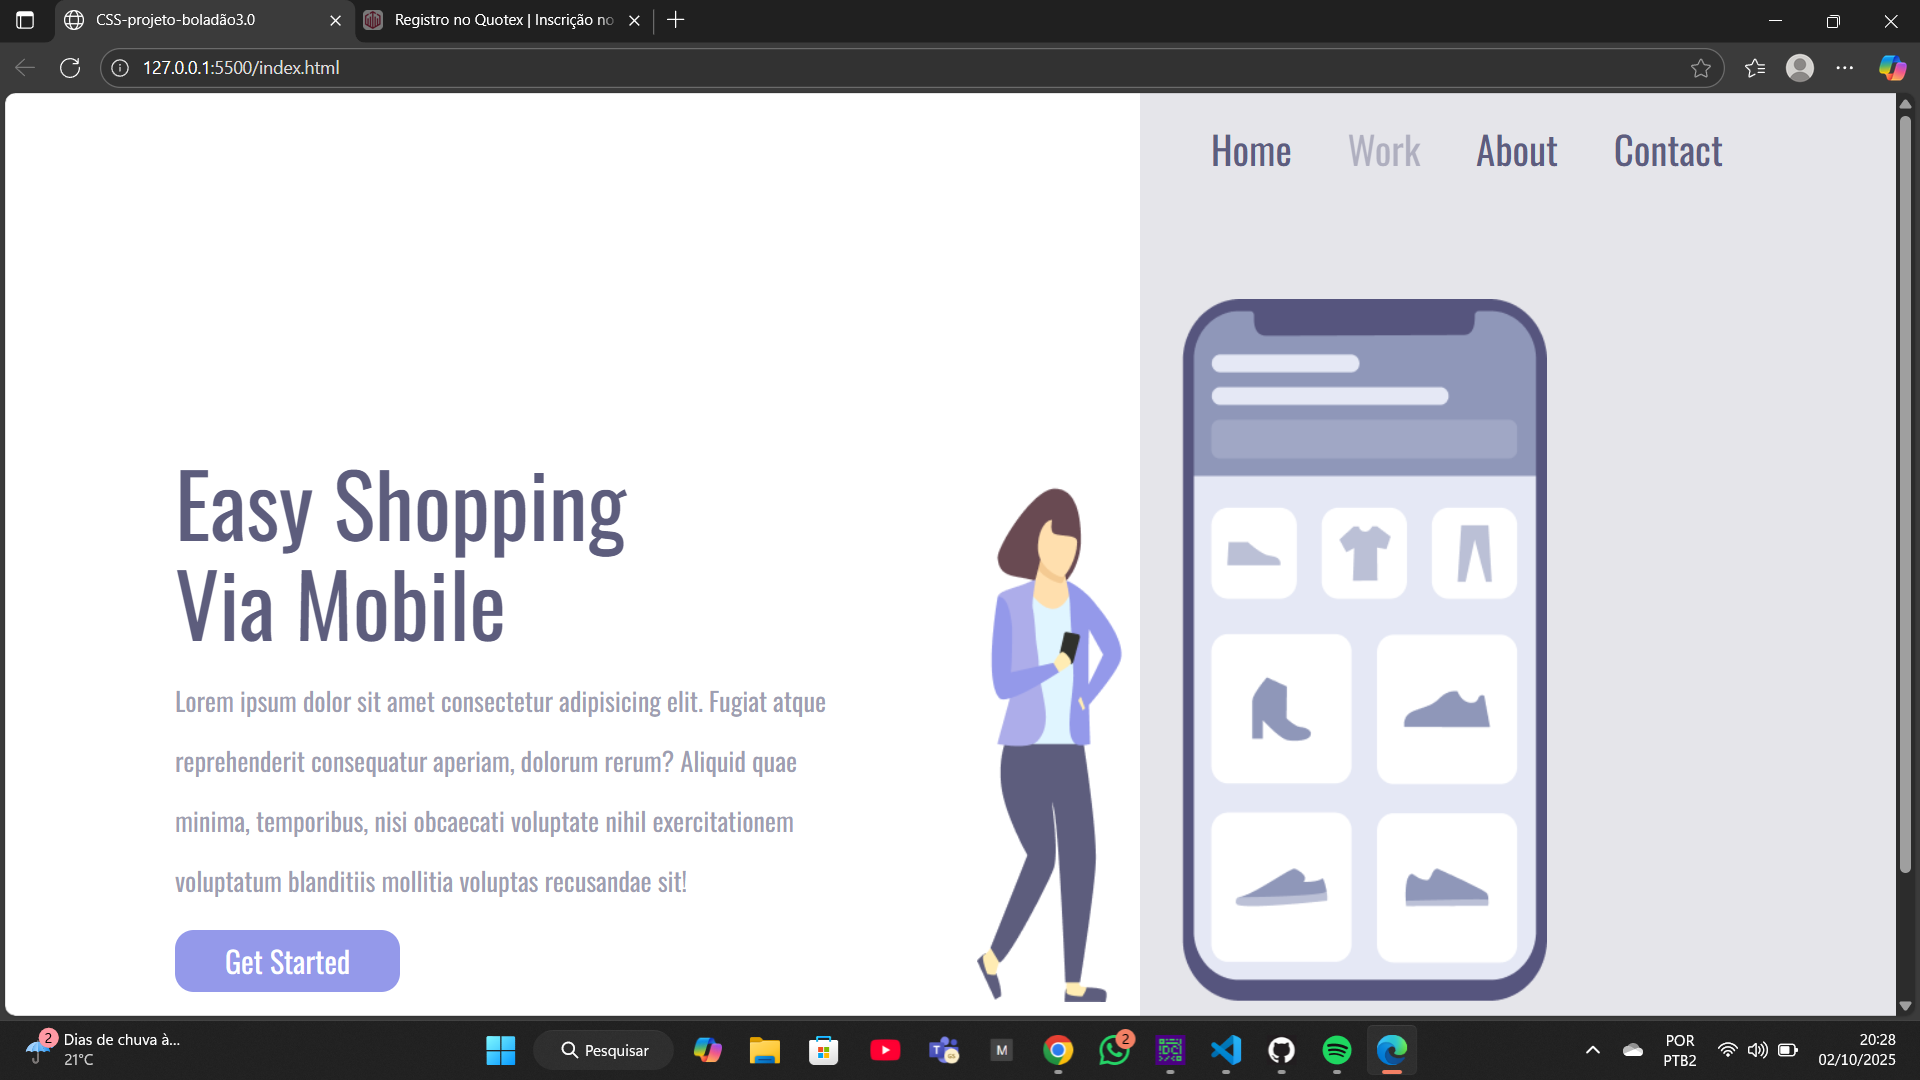 CSS-projeto-boladão3.0
Registro no Quotex | Inscrição no
127.0.0.1:5500/index.html
Home Work About Contact
Easy Shopping
Via Mobile
Lorem ipsum dolor sit amet consectetur adipisicing elit. Fugiat atque
reprehenderit consequatur aperiam, dolorum rerum? Aliquid quae
minima, temporibus, nisi obcaecati voluptate nihil exercitationem
voluptatum blanditiis mollitia voluptas recusandae sit!
Get Started
2
Dias de chuva à...
21°C
Pesquisar
T
GS
M
2
DC
POR
PTB2
20:28
02/10/2025